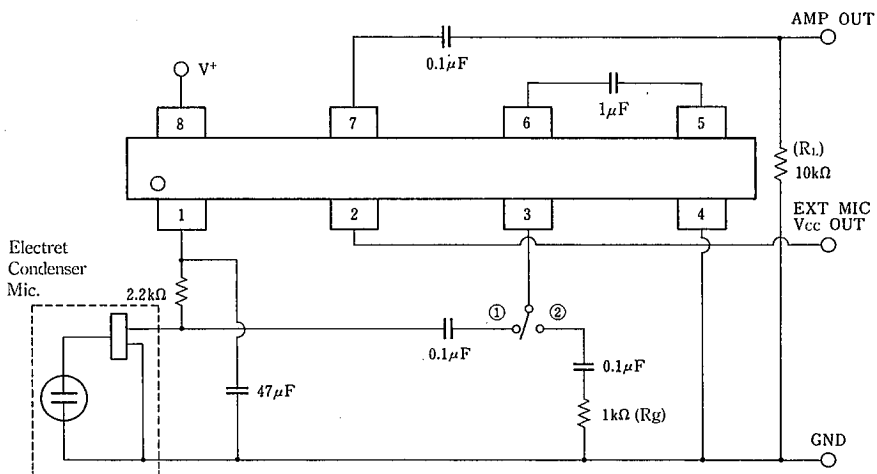 AMP OUT
0.1μF
V+
1μF
8
7
6
5
(RL)
10kΩ
1
2
3
4
EXT MIC
Vcc OUT
Electret
Condenser
Mic.
2.2kΩ
①
②
0.1μF
0.1μF
47μF
1kΩ (Rg)
GND